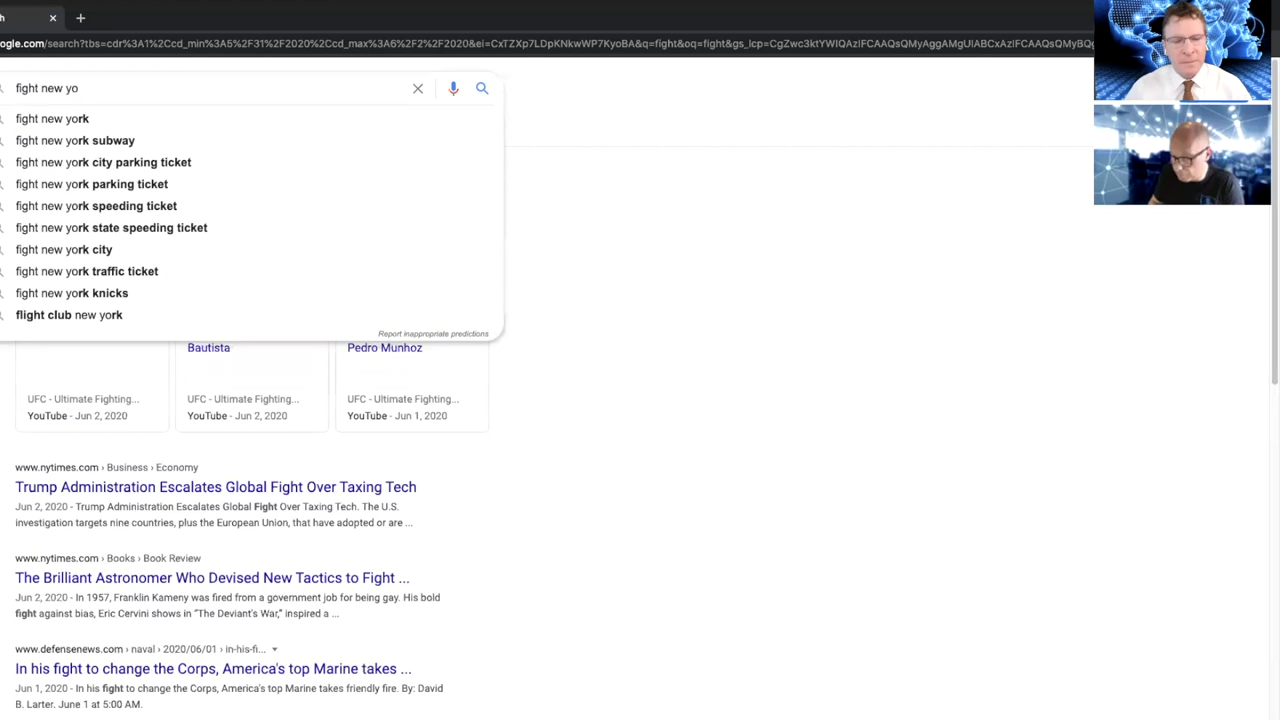 h
ogle.com/search?tbs=cdr%3A1%2Ccd_min%3A5%2F31%2F2020%2Ccd_max%3A6%2F2%2F2020&ei=CxTZXp7LDpKNkwWP7KyoBA&q=fight&oq=fight&gs_lcp=CgZwc3ktYWIQAzIFCAAQsQMyAggAMgUIABCxAzIFCAAQsQMyBQg
fight new yo
fight new york
fight new york subway
fight new york city parking ticket
fight new york parking ticket
fight new york speeding ticket
fight new york state speeding ticket
fight new york city
fight new york traffic ticket
fight new york knicks
flight club new york
Report inappropriate predictions
Bautista
Pedro Munhoz
UFC - Ultimate Fighting...
UFC - Ultimate Fighting...
UFC - Ultimate Fighting...
YouTube - Jun 2, 2020
YouTube - Jun 2, 2020
YouTube - Jun 1, 2020
www.nytimes.com › Business › Economy
Trump Administration Escalates Global Fight Over Taxing Tech
Jun 2, 2020 - Trump Administration Escalates Global Fight Over Taxing Tech. The U.S.
investigation targets nine countries, plus the European Union, that have adopted or are ...
www.nytimes.com › Books › Book Review
The Brilliant Astronomer Who Devised New Tactics to Fight ...
Jun 2, 2020 - In 1957, Franklin Kameny was fired from a government job for being gay. His bold
fight against bias, Eric Cervini shows in “The Deviant's War,” inspired a ...
www.defensenews.com › naval › 2020/06/01 › in-his-fi...
In his fight to change the Corps, America's top Marine takes ...
Jun 1, 2020 - In his fight to change the Corps, America's top Marine takes friendly fire. By: David
B. Larter. June 1 at 5:00 AM.